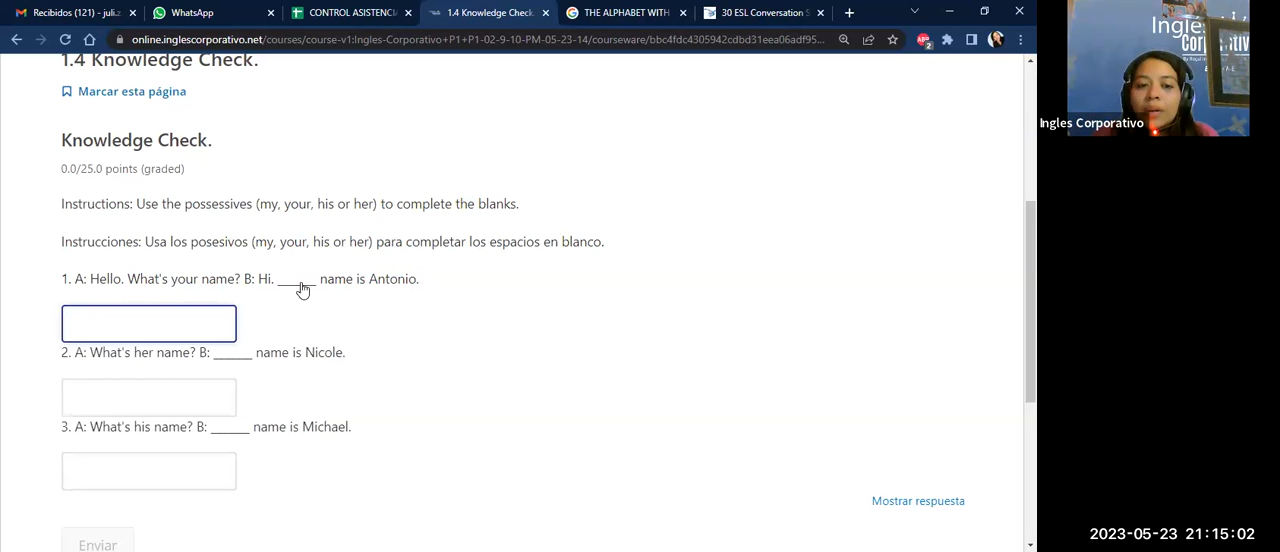 Recibidos (121) - juli.z
WhatsApp
CONTROL ASISTENCI
1.4 Knowledge Check.
THE ALPHABET WITH
30 ESL Conversation S
online.inglescorporativo.net/courses/course-v1:Ingles-Corporativo+P1+P1-02-9-10-PM-05-23-14/courseware/bbc4fdc4305942cdbd31eea06adf95...
ABP
2
1.4 Knowledge Check.
Marcar esta página
Knowledge Check.
0.0/25.0 points (graded)
Instructions: Use the possessives (my, your, his or her) to complete the blanks.
Instrucciones: Usa los posesivos (my, your, his or her) para completar los espacios en blanco.
1. A: Hello. What's your name? B: Hi. ______ name is Antonio.
2. A: What's her name? B: ______ name is Nicole.
3. A: What's his name? B: ______ name is Michael.
Mostrar respuesta
Enviar
Ingles Corporativo
2023-05-23 21:15:02